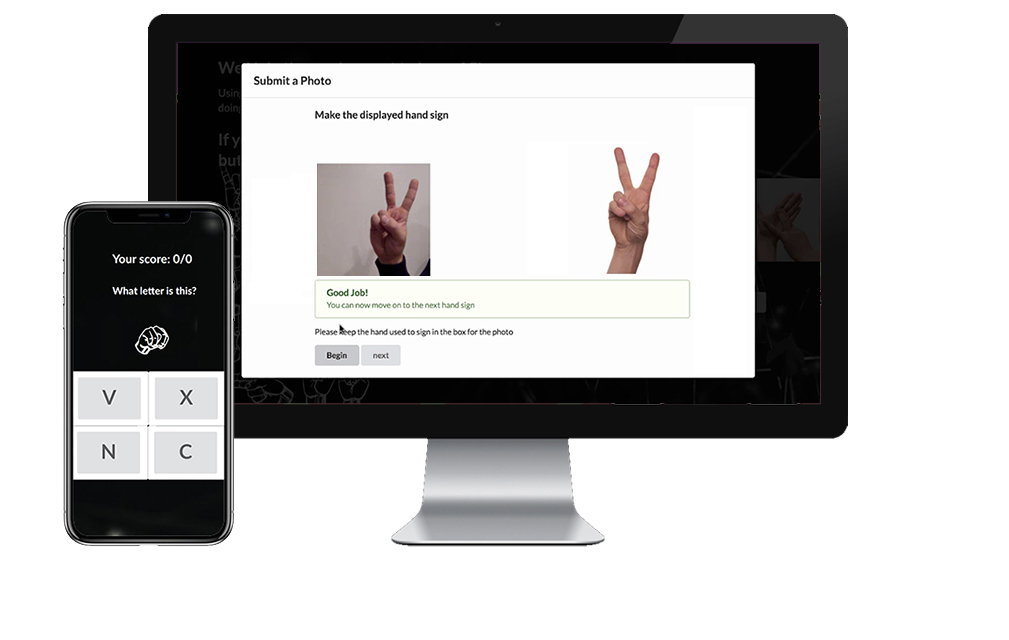 Submit a Photo
Make the displayed hand sign
Good Job!
You can now move on to the next hand sign
Please keep the hand used to sign in the box for the photo
Begin
next
Your score: 0/0
What letter is this?
V
X
N
C